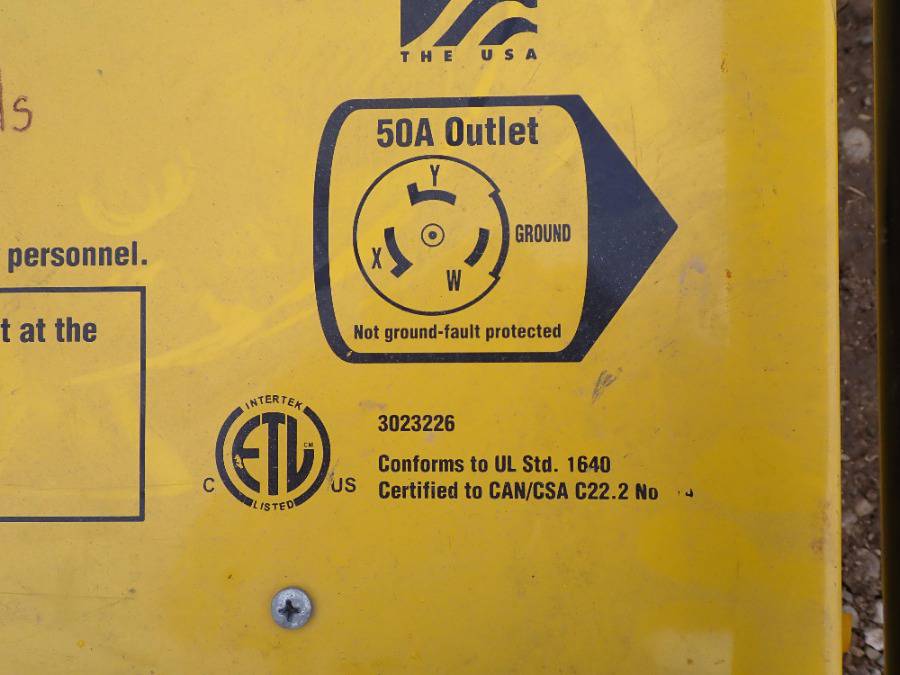 THE USA
s
50A Outlet
Y
GROUND
X
W
personnel.
Not ground-fault protected
t at the
INTERTEK
ETL CM
C US
LISTED
3023226
Conforms to UL Std. 1640
Certified to CAN/CSA C22.2 No